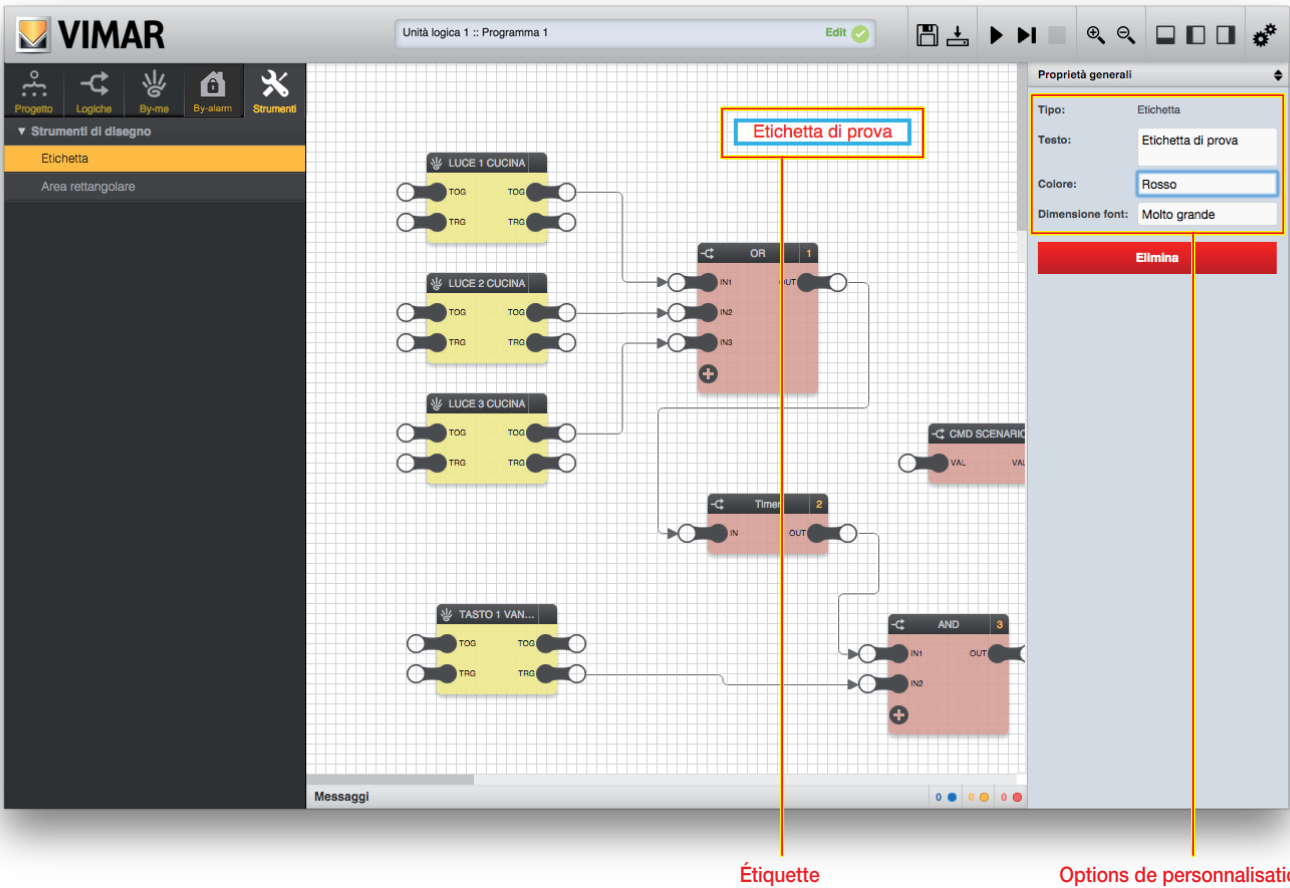 VIMAR
Unità logica 1 :: Programma 1
Edit
Progetto
Logiche
By-me
By-alarm
Strumenti
▼ Strumenti di disegno
Etichetta
Area rettangolare
Etichetta di prova
LUCE 1 CUCINA
TOG TOG
TRG TRG
LUCE 2 CUCINA
TOG TOG
TRG TRG
LUCE 3 CUCINA
TOG TOG
TRG TRG
OR 1
IN1 OUT
IN2
IN3
CMD SCENARIO
VAL VAL
Timer 2
IN OUT
TASTO 1 VAN...
TOG TOG
TRG TRG
AND 3
IN1 OUT
IN2
Proprietà generali
Tipo: Etichetta
Testo: Etichetta di prova
Colore: Rosso
Dimensione font: Molto grande
Elimina
Messaggi
0 0 0
Étiquette
Options de personnalisatio